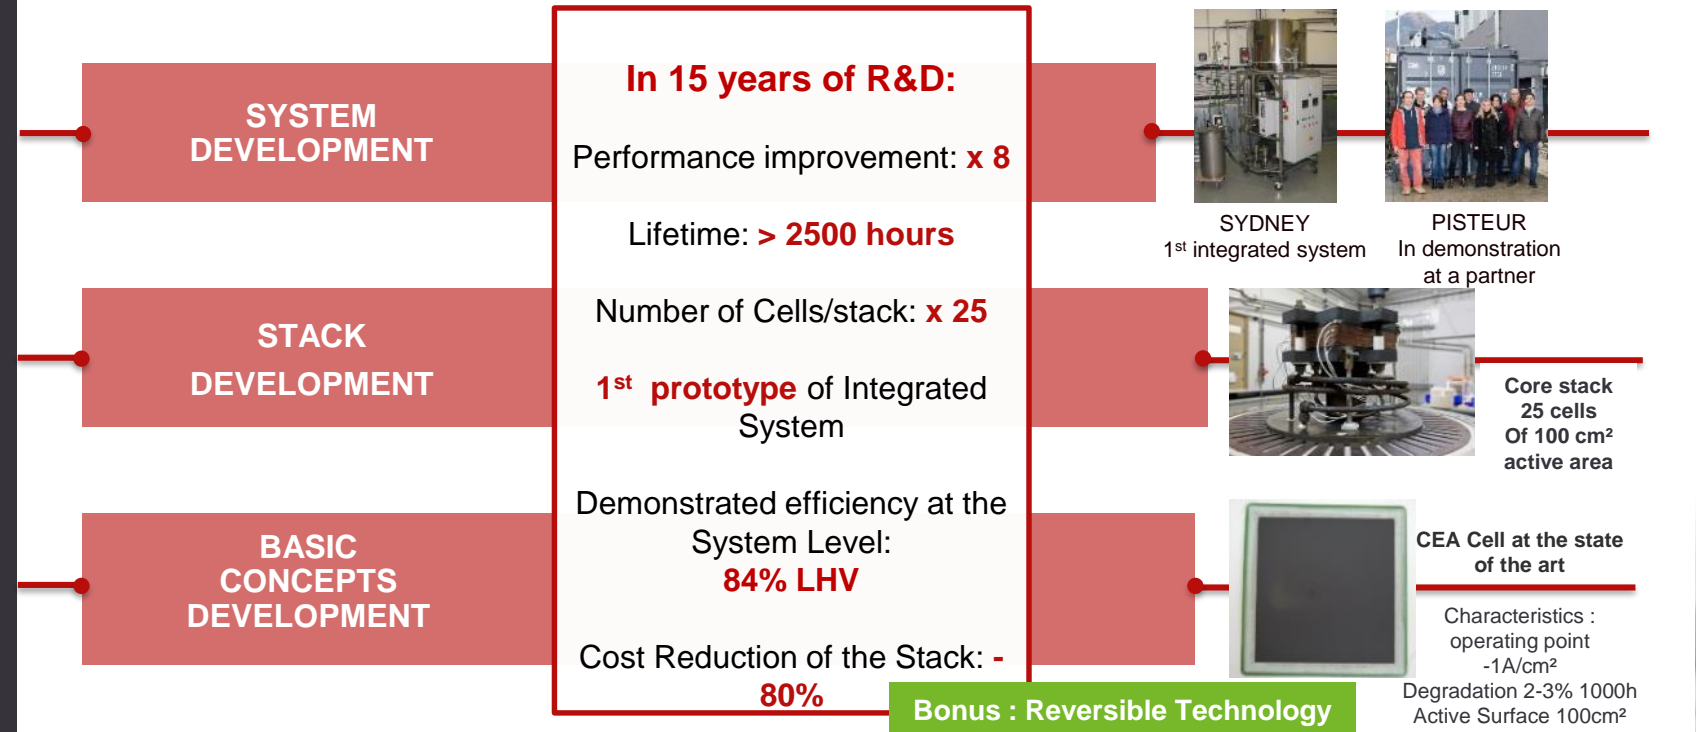 SYSTEM
DEVELOPMENT
STACK
DEVELOPMENT
BASIC
CONCEPTS
DEVELOPMENT
In 15 years of R&D:
Performance improvement: x 8
Lifetime: > 2500 hours
Number of Cells/stack: x 25
1st prototype of Integrated
System
Demonstrated efficiency at the
System Level:
84% LHV
Cost Reduction of the Stack: -
80%
Bonus : Reversible Technology
SYDNEY
1st integrated system
PISTEUR
In demonstration
at a partner
Core stack
25 cells
Of 100 cm²
active area
CEA Cell at the state
of the art
Characteristics :
operating point
-1A/cm²
Degradation 2-3% 1000h
Active Surface 100cm²